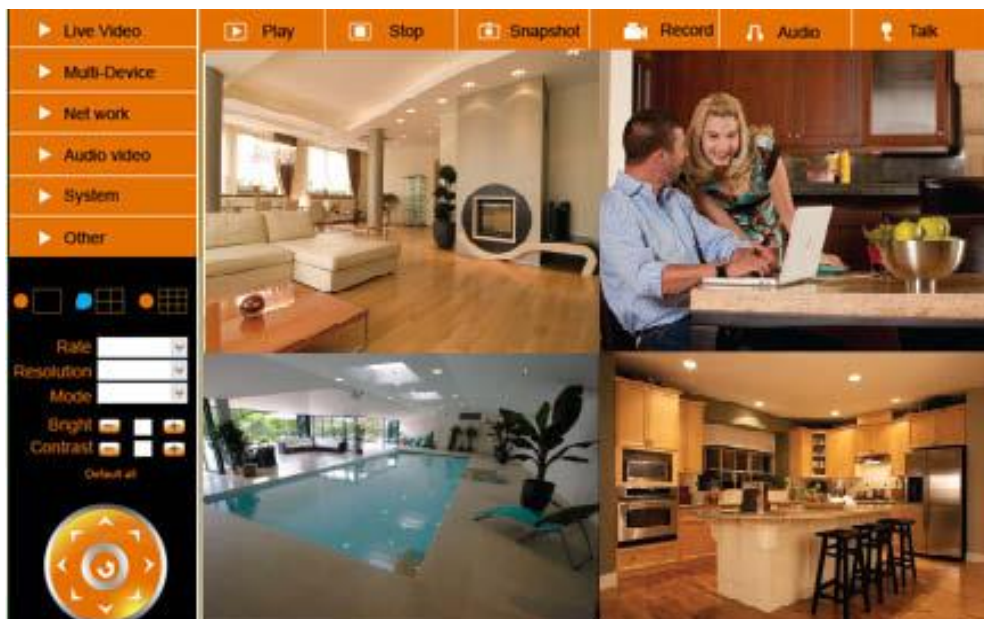 Live Video
Play
Stop
Snapshot
Record
Audio
Talk
Multi-Device
Net work
Audio video
System
Other
Rate
Resolution
Mode
Bright
Contrast
Default all